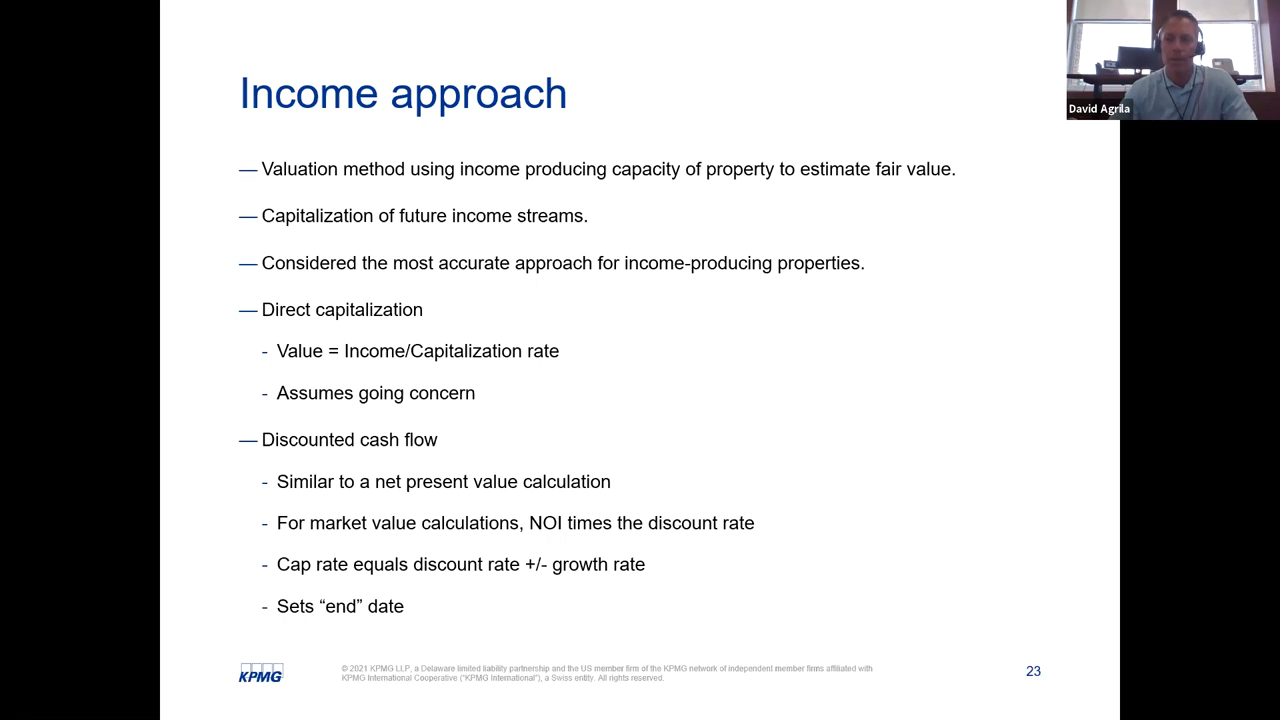 Income approach
David Agrila
— Valuation method using income producing capacity of property to estimate fair value.
— Capitalization of future income streams.
— Considered the most accurate approach for income-producing properties.
— Direct capitalization
- Value = Income/Capitalization rate
- Assumes going concern
— Discounted cash flow
- Similar to a net present value calculation
- For market value calculations, NOI times the discount rate
- Cap rate equals discount rate +/- growth rate
- Sets “end” date
KPMG
© 2021 KPMG LLP, a Delaware limited liability partnership and the US member firm of the KPMG network of independent member firms affiliated with
KPMG International Cooperative (“KPMG International”), a Swiss entity. All rights reserved.
23